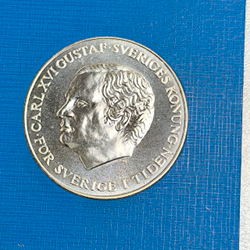 CARL XVI GUSTAF · SVERIGES KONUNG
· FÖR SVERIGE I TIDEN ·